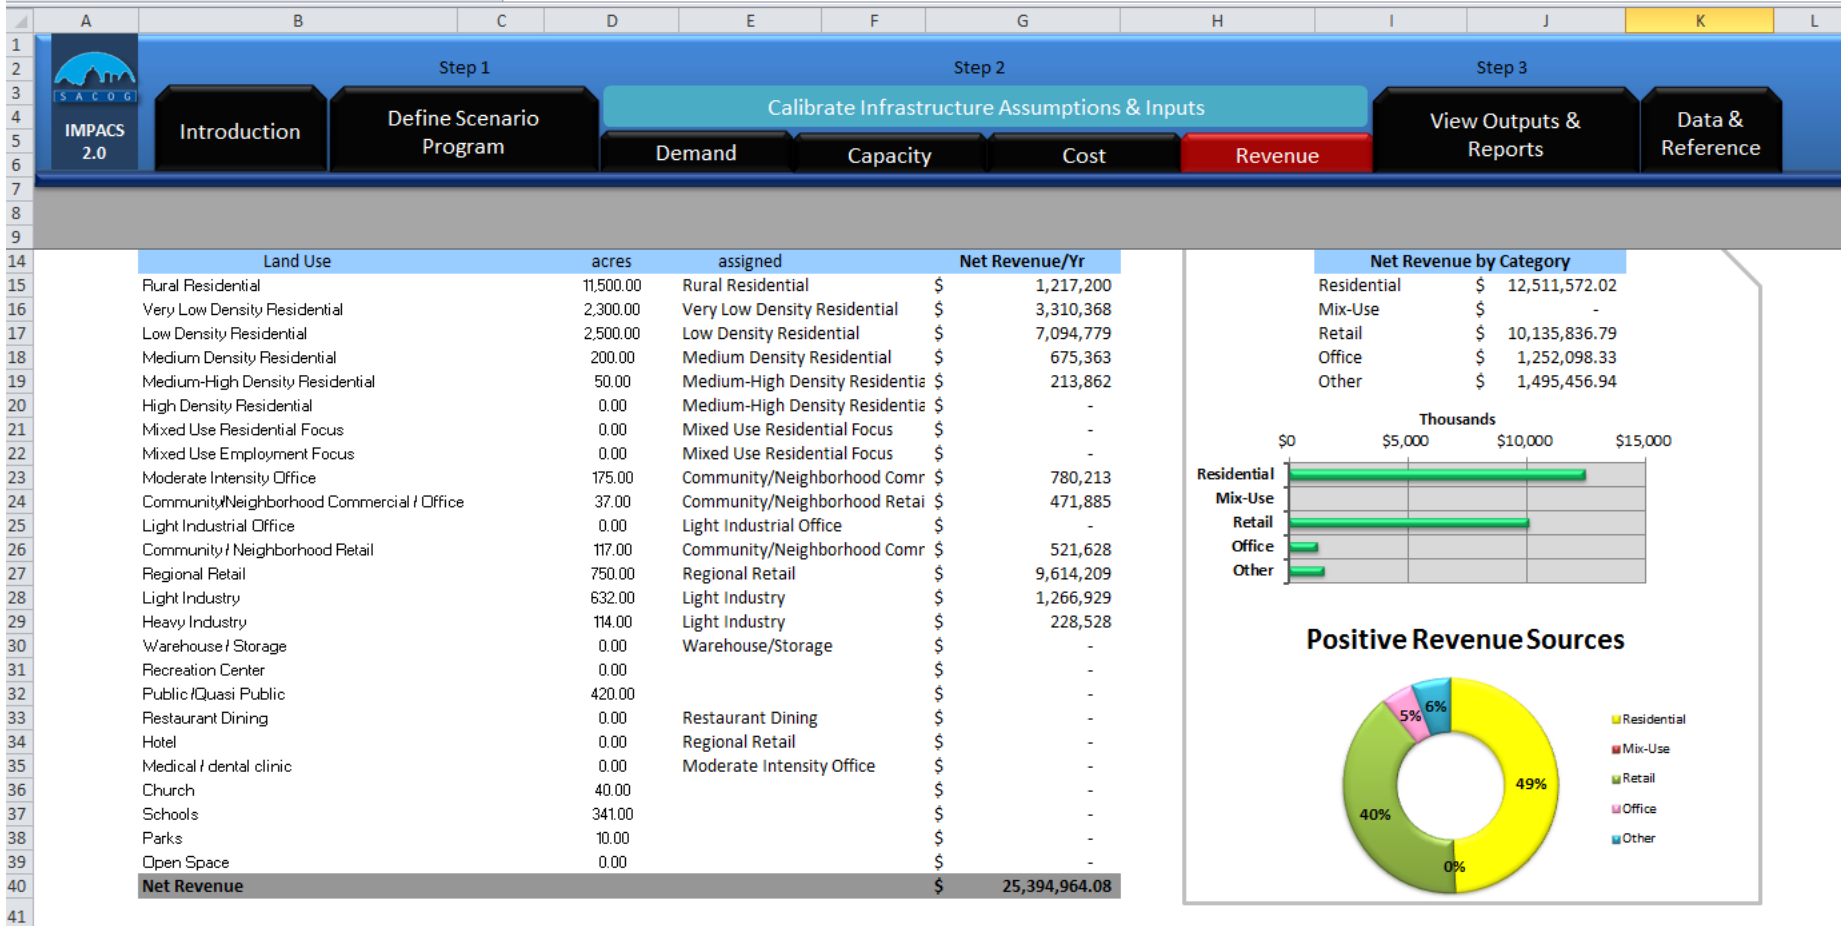 A B C D E F G H I J K L
1
2 Step 1 Step 2 Step 3
3 SACOG Calibrate Infrastructure Assumptions & Inputs
4 IMPACS Introduction Define Scenario View Outputs & Data &
5 2.0 Program Demand Capacity Cost Revenue Reports Reference
6
7
8
9
14 Land Use acres assigned Net Revenue/Yr Net Revenue by Category
15 Rural Residential 11,500.00 Rural Residential $ 1,217,200 Residential $ 12,511,572.02
16 Very Low Density Residential 2,300.00 Very Low Density Residential $ 3,310,368 Mix-Use $ -
17 Low Density Residential 2,500.00 Low Density Residential $ 7,094,779 Retail $ 10,135,836.79
18 Medium Density Residential 200.00 Medium Density Residential $ 675,363 Office $ 1,252,098.33
19 Medium-High Density Residential 50.00 Medium-High Density Residentia $ 213,862 Other $ 1,495,456.94
20 High Density Residential 0.00 Medium-High Density Residentia $ -
21 Mixed Use Residential Focus 0.00 Mixed Use Residential Focus $ -
22 Mixed Use Employment Focus 0.00 Mixed Use Residential Focus $ -
23 Moderate Intensity Office 175.00 Community/Neighborhood Comr $ 780,213
24 Community/Neighborhood Commercial / Office 37.00 Community/Neighborhood Retai $ 471,885
25 Light Industrial Office 0.00 Light Industrial Office $ -
26 Community / Neighborhood Retail 117.00 Community/Neighborhood Comr $ 521,628
27 Regional Retail 750.00 Regional Retail $ 9,614,209
28 Light Industry 632.00 Light Industry $ 1,266,929
29 Heavy Industry 114.00 Light Industry $ 228,528
30 Warehouse / Storage 0.00 Warehouse/Storage $ -
31 Recreation Center 0.00 $ -
32 Public /Quasi Public 420.00 $ -
33 Restaurant Dining 0.00 Restaurant Dining $ -
34 Hotel 0.00 Regional Retail $ -
35 Medical / dental clinic 0.00 Moderate Intensity Office $ -
36 Church 40.00 $ -
37 Schools 341.00 $ -
38 Parks 10.00 $ -
39 Open Space 0.00 $ -
40 Net Revenue $ 25,394,964.08
41
Thousands
$0 $5,000 $10,000 $15,000
Residential
Mix-Use
Retail
Office
Other
Positive Revenue Sources
5% 6%
49%
40%
0%
Residential
Mix-Use
Retail
Office
Other